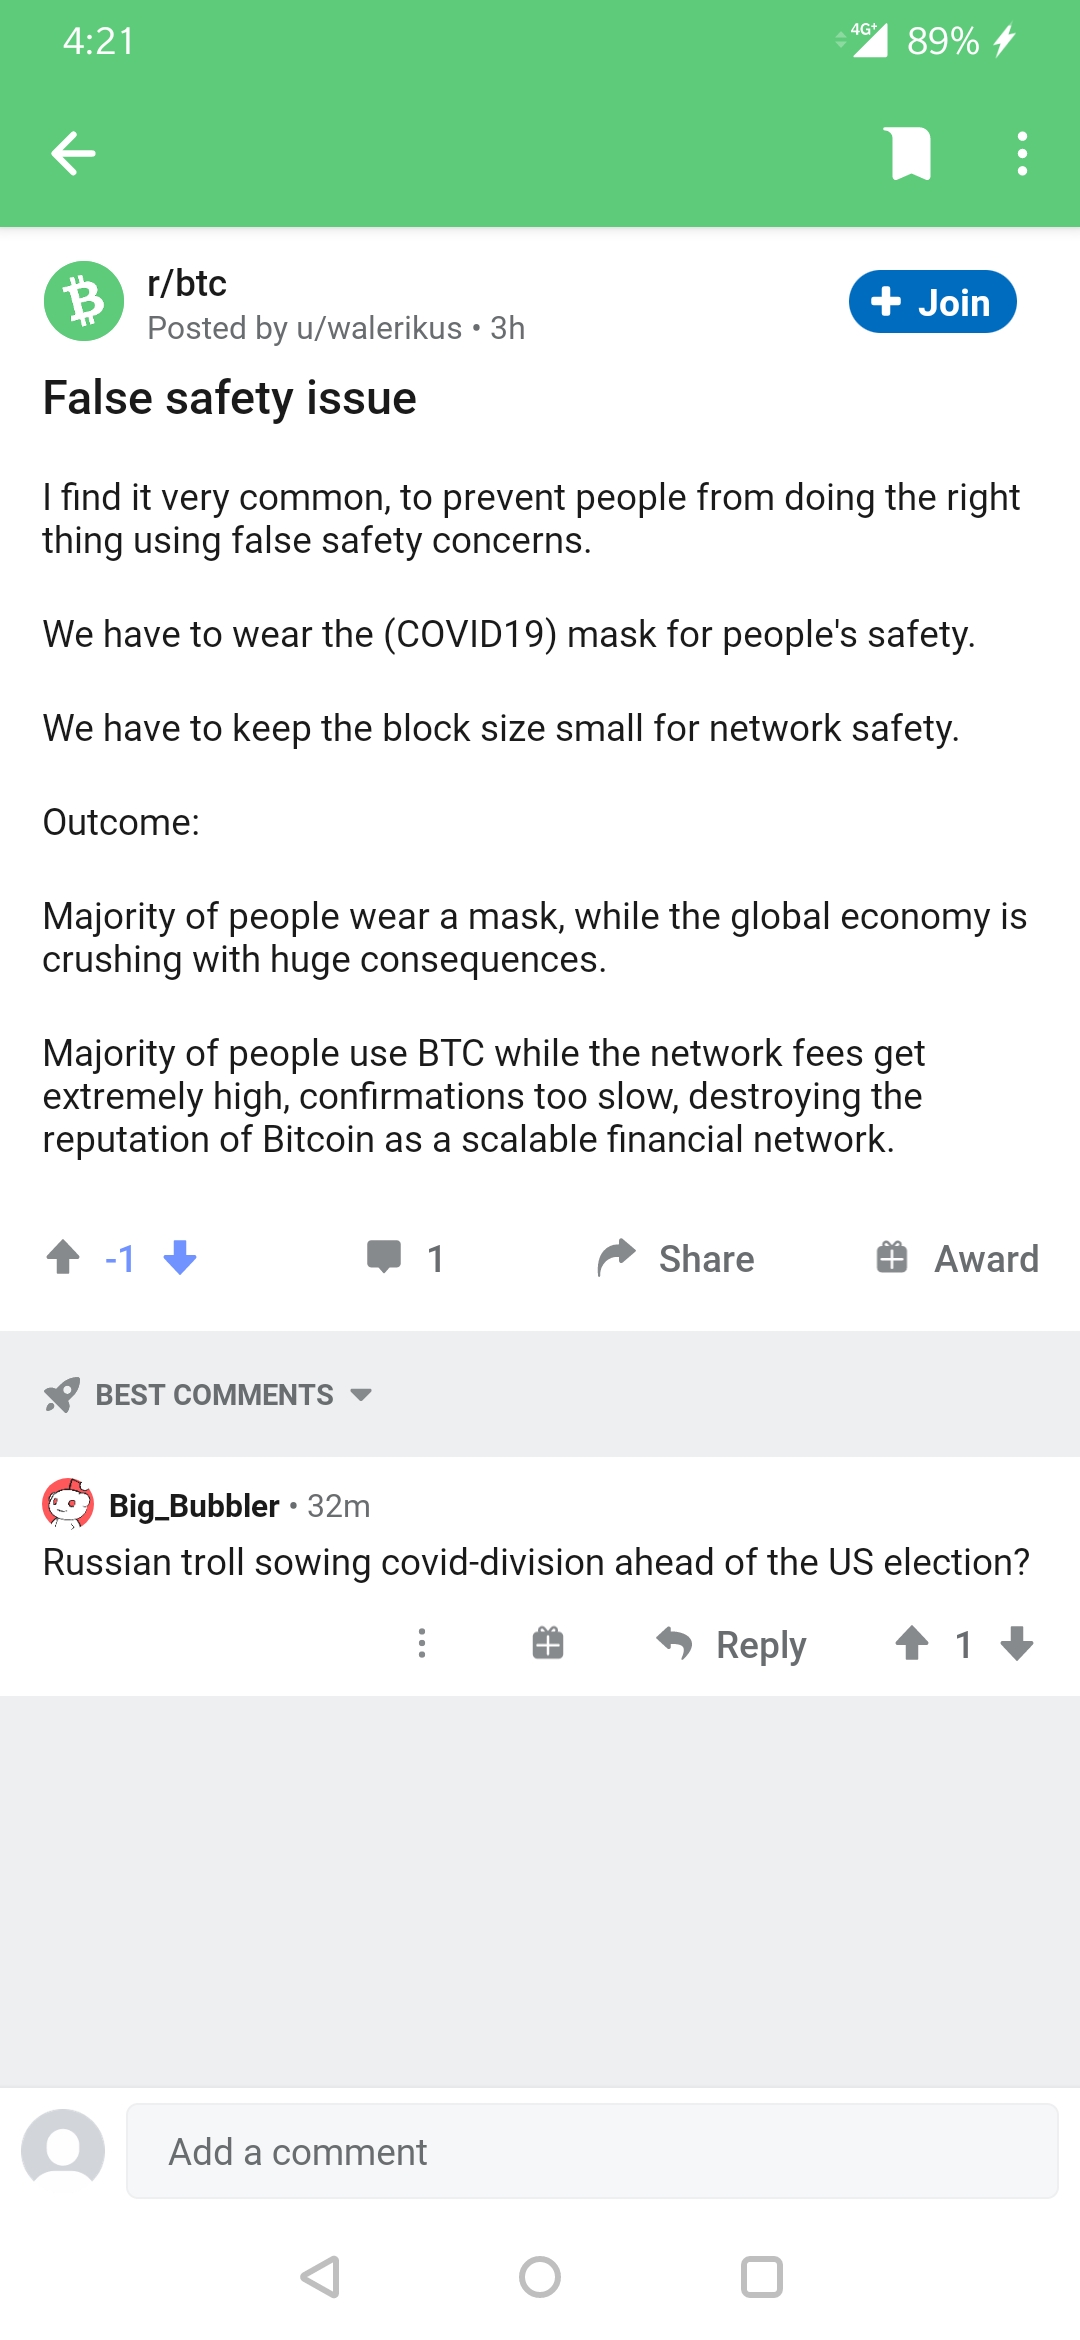 4:21
4G+ 89%
r/btc
Posted by u/walerikus • 3h
Join
False safety issue
I find it very common, to prevent people from doing the right
thing using false safety concerns.
We have to wear the (COVID19) mask for people's safety.
We have to keep the block size small for network safety.
Outcome:
Majority of people wear a mask, while the global economy is
crushing with huge consequences.
Majority of people use BTC while the network fees get
extremely high, confirmations too slow, destroying the
reputation of Bitcoin as a scalable financial network.
-1 1 Share Award
BEST COMMENTS
Big_Bubbler • 32m
Russian troll sowing covid-division ahead of the US election?
Reply 1
Add a comment